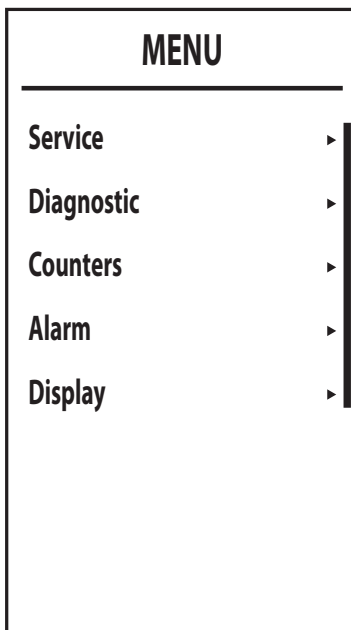 MENU
Service
Diagnostic
Counters
Alarm
Display